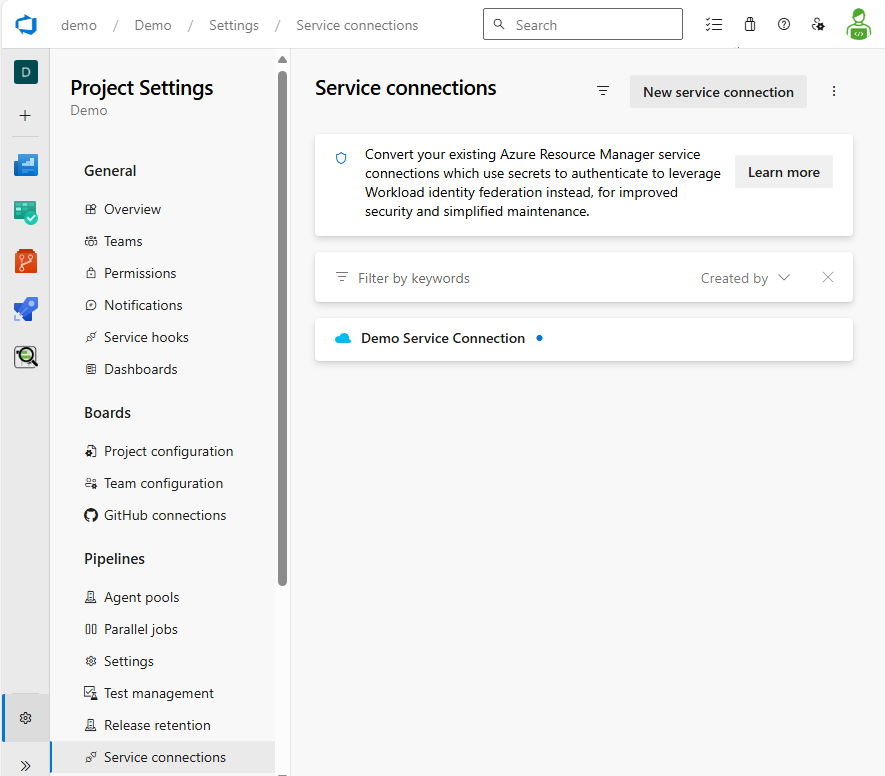 demo / Demo / Settings / Service connections
Search
D
Project Settings
Demo
General
Overview
Teams
Permissions
Notifications
Service hooks
Dashboards
Boards
Project configuration
Team configuration
GitHub connections
Pipelines
Agent pools
Parallel jobs
Settings
Test management
Release retention
Service connections
Service connections
New service connection
Convert your existing Azure Resource Manager service
connections which use secrets to authenticate to leverage
Workload identity federation instead, for improved
security and simplified maintenance.
Learn more
Filter by keywords
Created by
Demo Service Connection